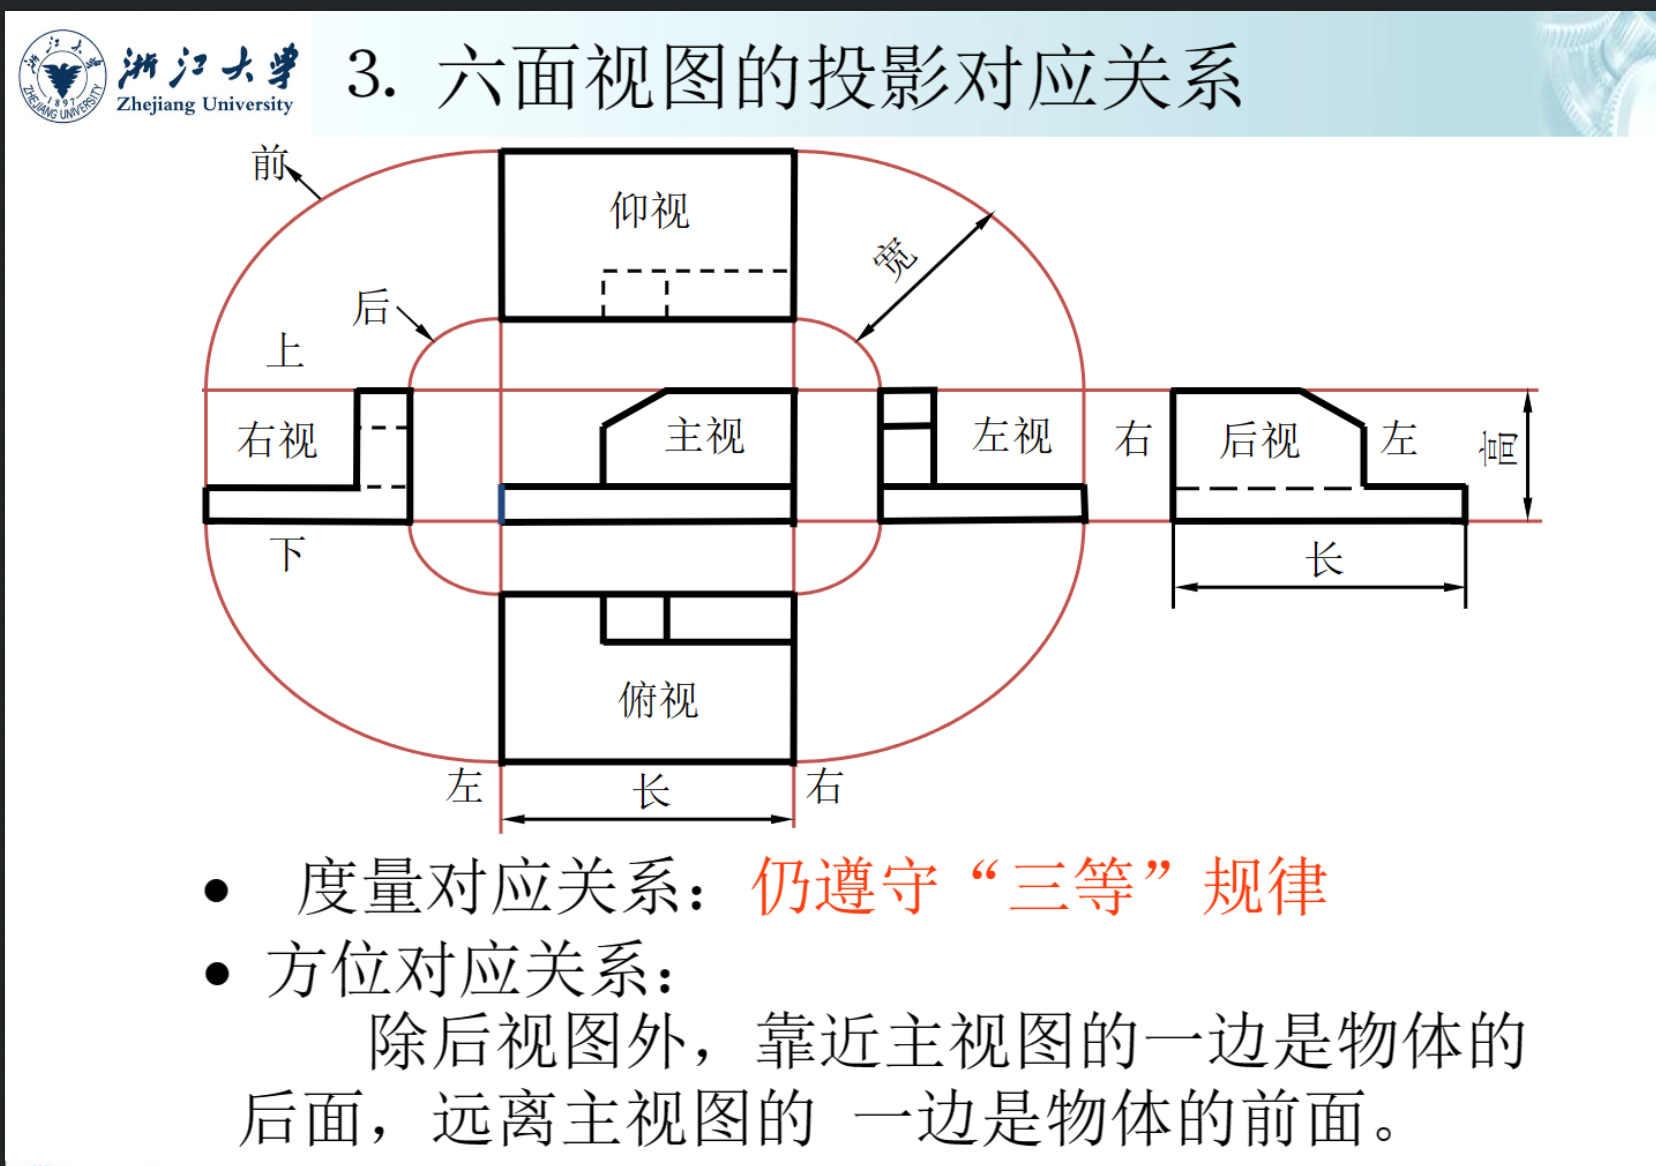 浙江大学
Zhejiang University
ZHEJIANG UNIVERSITY
1897
3. 六面视图的投影对应关系
前
仰视
宽
后
上
右视
主视
左视
右
后视
左
高
下
长
俯视
左
长
右
● 度量对应关系：仍遵守“三等”规律
● 方位对应关系：
除后视图外，靠近主视图的一边是物体的
后面，远离主视图的 一边是物体的前面。